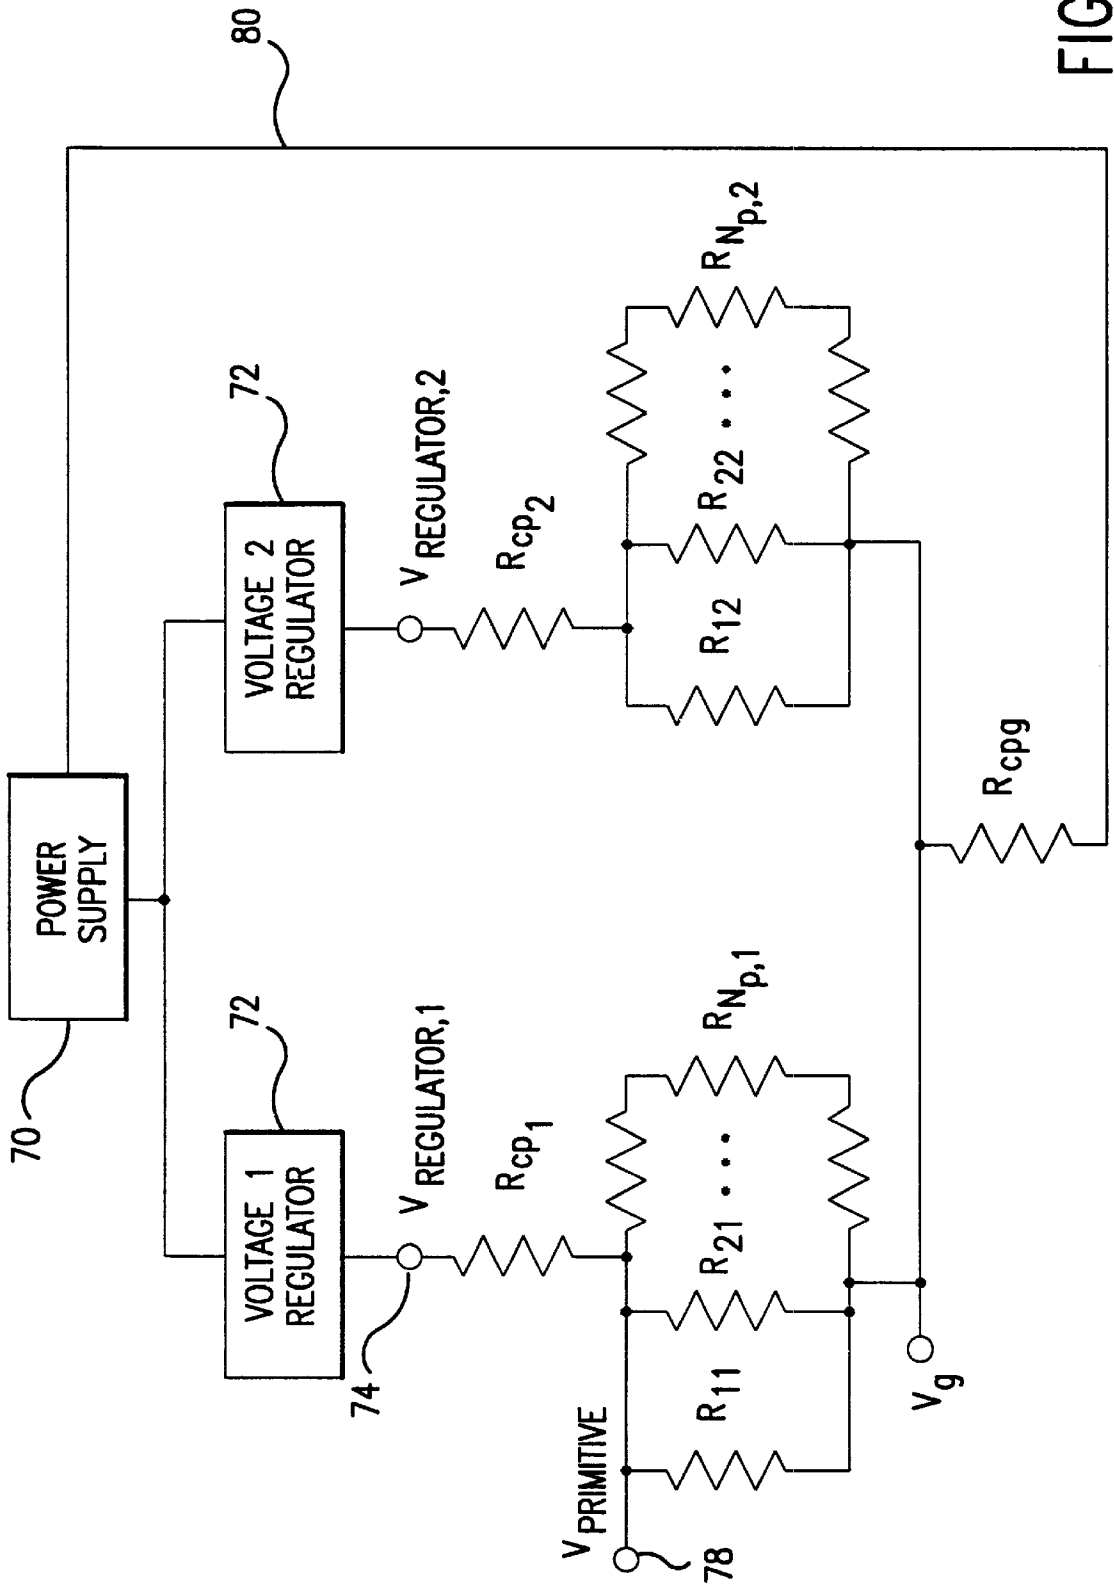 80
POWER
SUPPLY
70
72
VOLTAGE 1
REGULATOR
72
VOLTAGE 2
REGULATOR
74
V REGULATOR,1
V REGULATOR,2
Rcp1
Rcp2
V PRIMITIVE
78
R11
R21
• • •
RNp,1
R12
R22
• • •
RNp,2
Vg
Rcpg
FIG